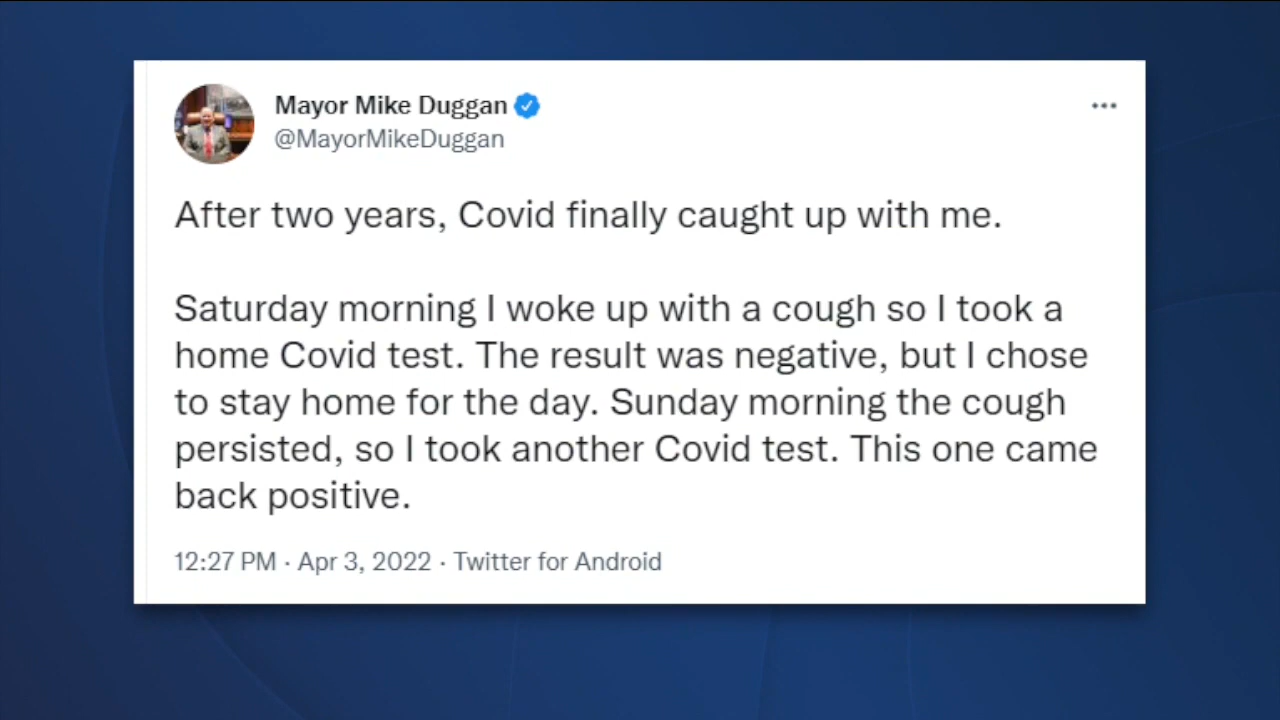 Mayor Mike Duggan
@MayorMikeDuggan
After two years, Covid finally caught up with me.
Saturday morning I woke up with a cough so I took a
home Covid test. The result was negative, but I chose
to stay home for the day. Sunday morning the cough
persisted, so I took another Covid test. This one came
back positive.
12:27 PM · Apr 3, 2022 · Twitter for Android